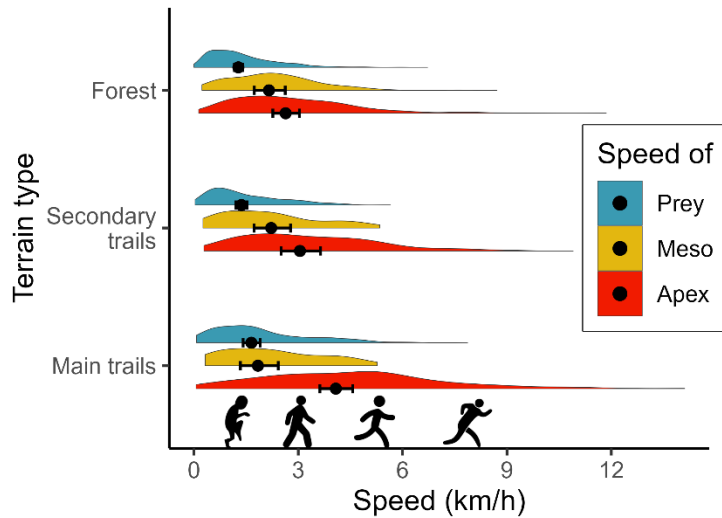 Terrain type
Forest
Secondary
trails
Main trails
Speed of
Prey
Meso
Apex
0 3 6 9 12
Speed (km/h)